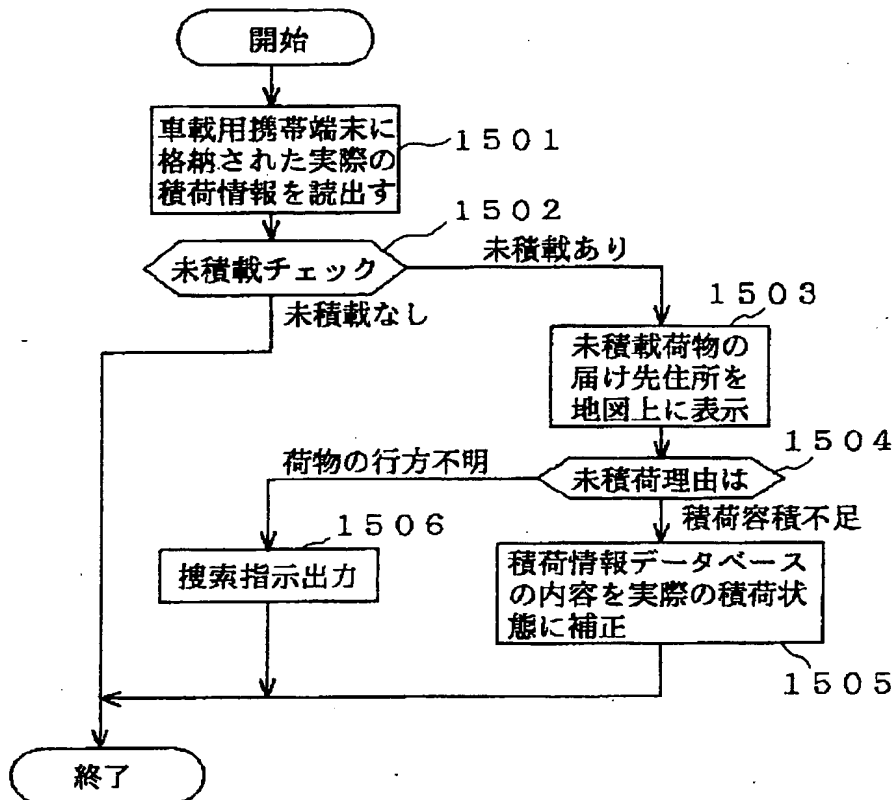 開始
車載用携帯端末に
格納された実際の
積荷情報を読出す
1501
1502
未積載チェック
未積載あり
未積載なし
1503
未積載荷物の
届け先住所を
地図上に表示
1504
荷物の行方不明
未積荷理由は
積荷容積不足
1506
捜索指示出力
積荷情報データベース
の内容を実際の積荷状
態に補正
1505
終了